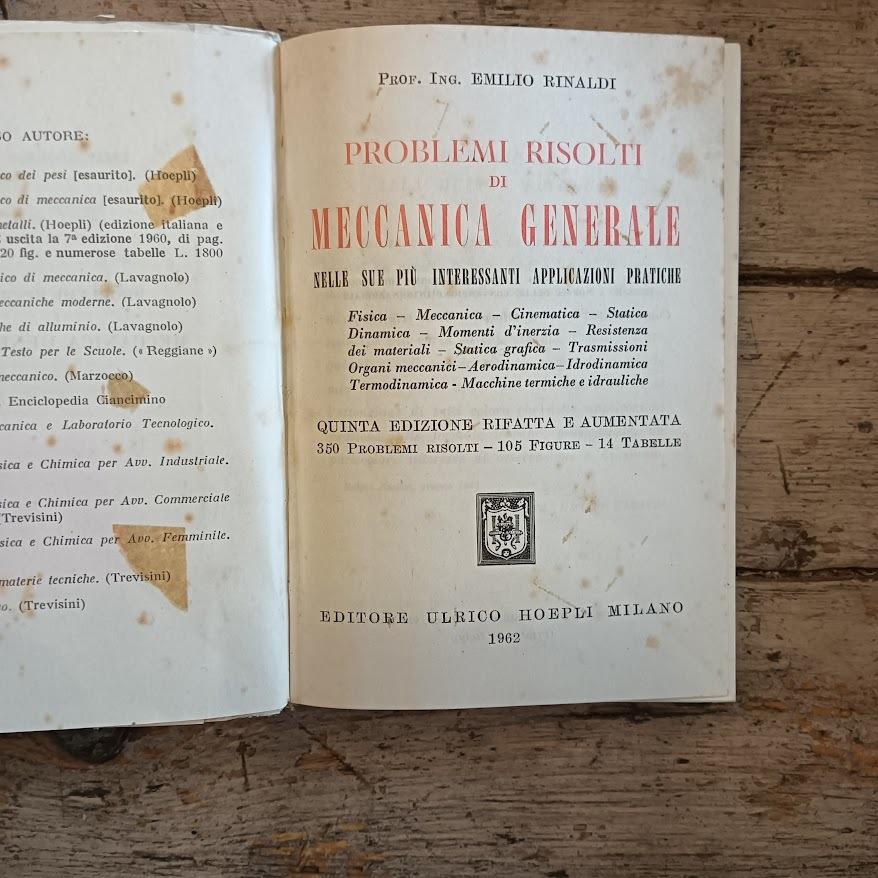 SO AUTORE:
co dei pesi [esaurito]. (Hoepli)
co di meccanica [esaurito]. (Hoepli)
metalli. (Hoepli) (edizione italiana e
uscita la 7ª edizione 1960, di pag.
20 fig. e numerose tabelle L. 1800
ico di meccanica. (Lavagnolo)
eccaniche moderne. (Lavagnolo)
he di alluminio. (Lavagnolo)
Testo per le Scuole. (« Reggiane »)
meccanico. (Marzocco)
Enciclopedia Ciancimino
canica e Laboratorio Tecnologico.
sica e Chimica per Avv. Industriale.
sica e Chimica per Avv. Commerciale
(Trevisini)
sica e Chimica per Avv. Femminile.
materie tecniche. (Trevisini)
o. (Trevisini)
PROF. ING. EMILIO RINALDI
PROBLEMI RISOLTI
DI
MECCANICA GENERALE
NELLE SUE PIÙ INTERESSANTI APPLICAZIONI PRATICHE
Fisica – Meccanica – Cinematica – Statica
Dinamica – Momenti d'inerzia – Resistenza
dei materiali – Statica grafica – Trasmissioni
Organi meccanici – Aerodinamica – Idrodinamica
Termodinamica - Macchine termiche e idrauliche
QUINTA EDIZIONE RIFATTA E AUMENTATA
350 PROBLEMI RISOLTI – 105 FIGURE – 14 TABELLE
EDITORE ULRICO HOEPLI MILANO
1962